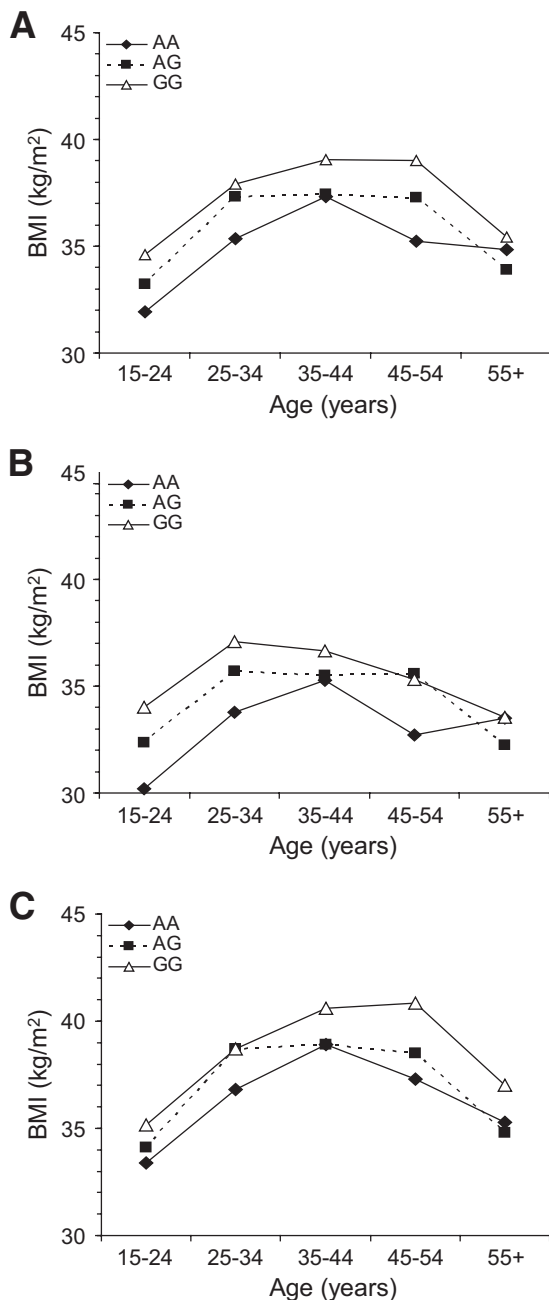 A
45
AA
AG
GG
40
35
30
BMI (kg/m²)
15-24 25-34 35-44 45-54 55+
Age (years)
B
45
AA
AG
GG
40
35
30
BMI (kg/m²)
15-24 25-34 35-44 45-54 55+
Age (years)
C
45
AA
AG
GG
40
35
30
BMI (kg/m²)
15-24 25-34 35-44 45-54 55+
Age (years)